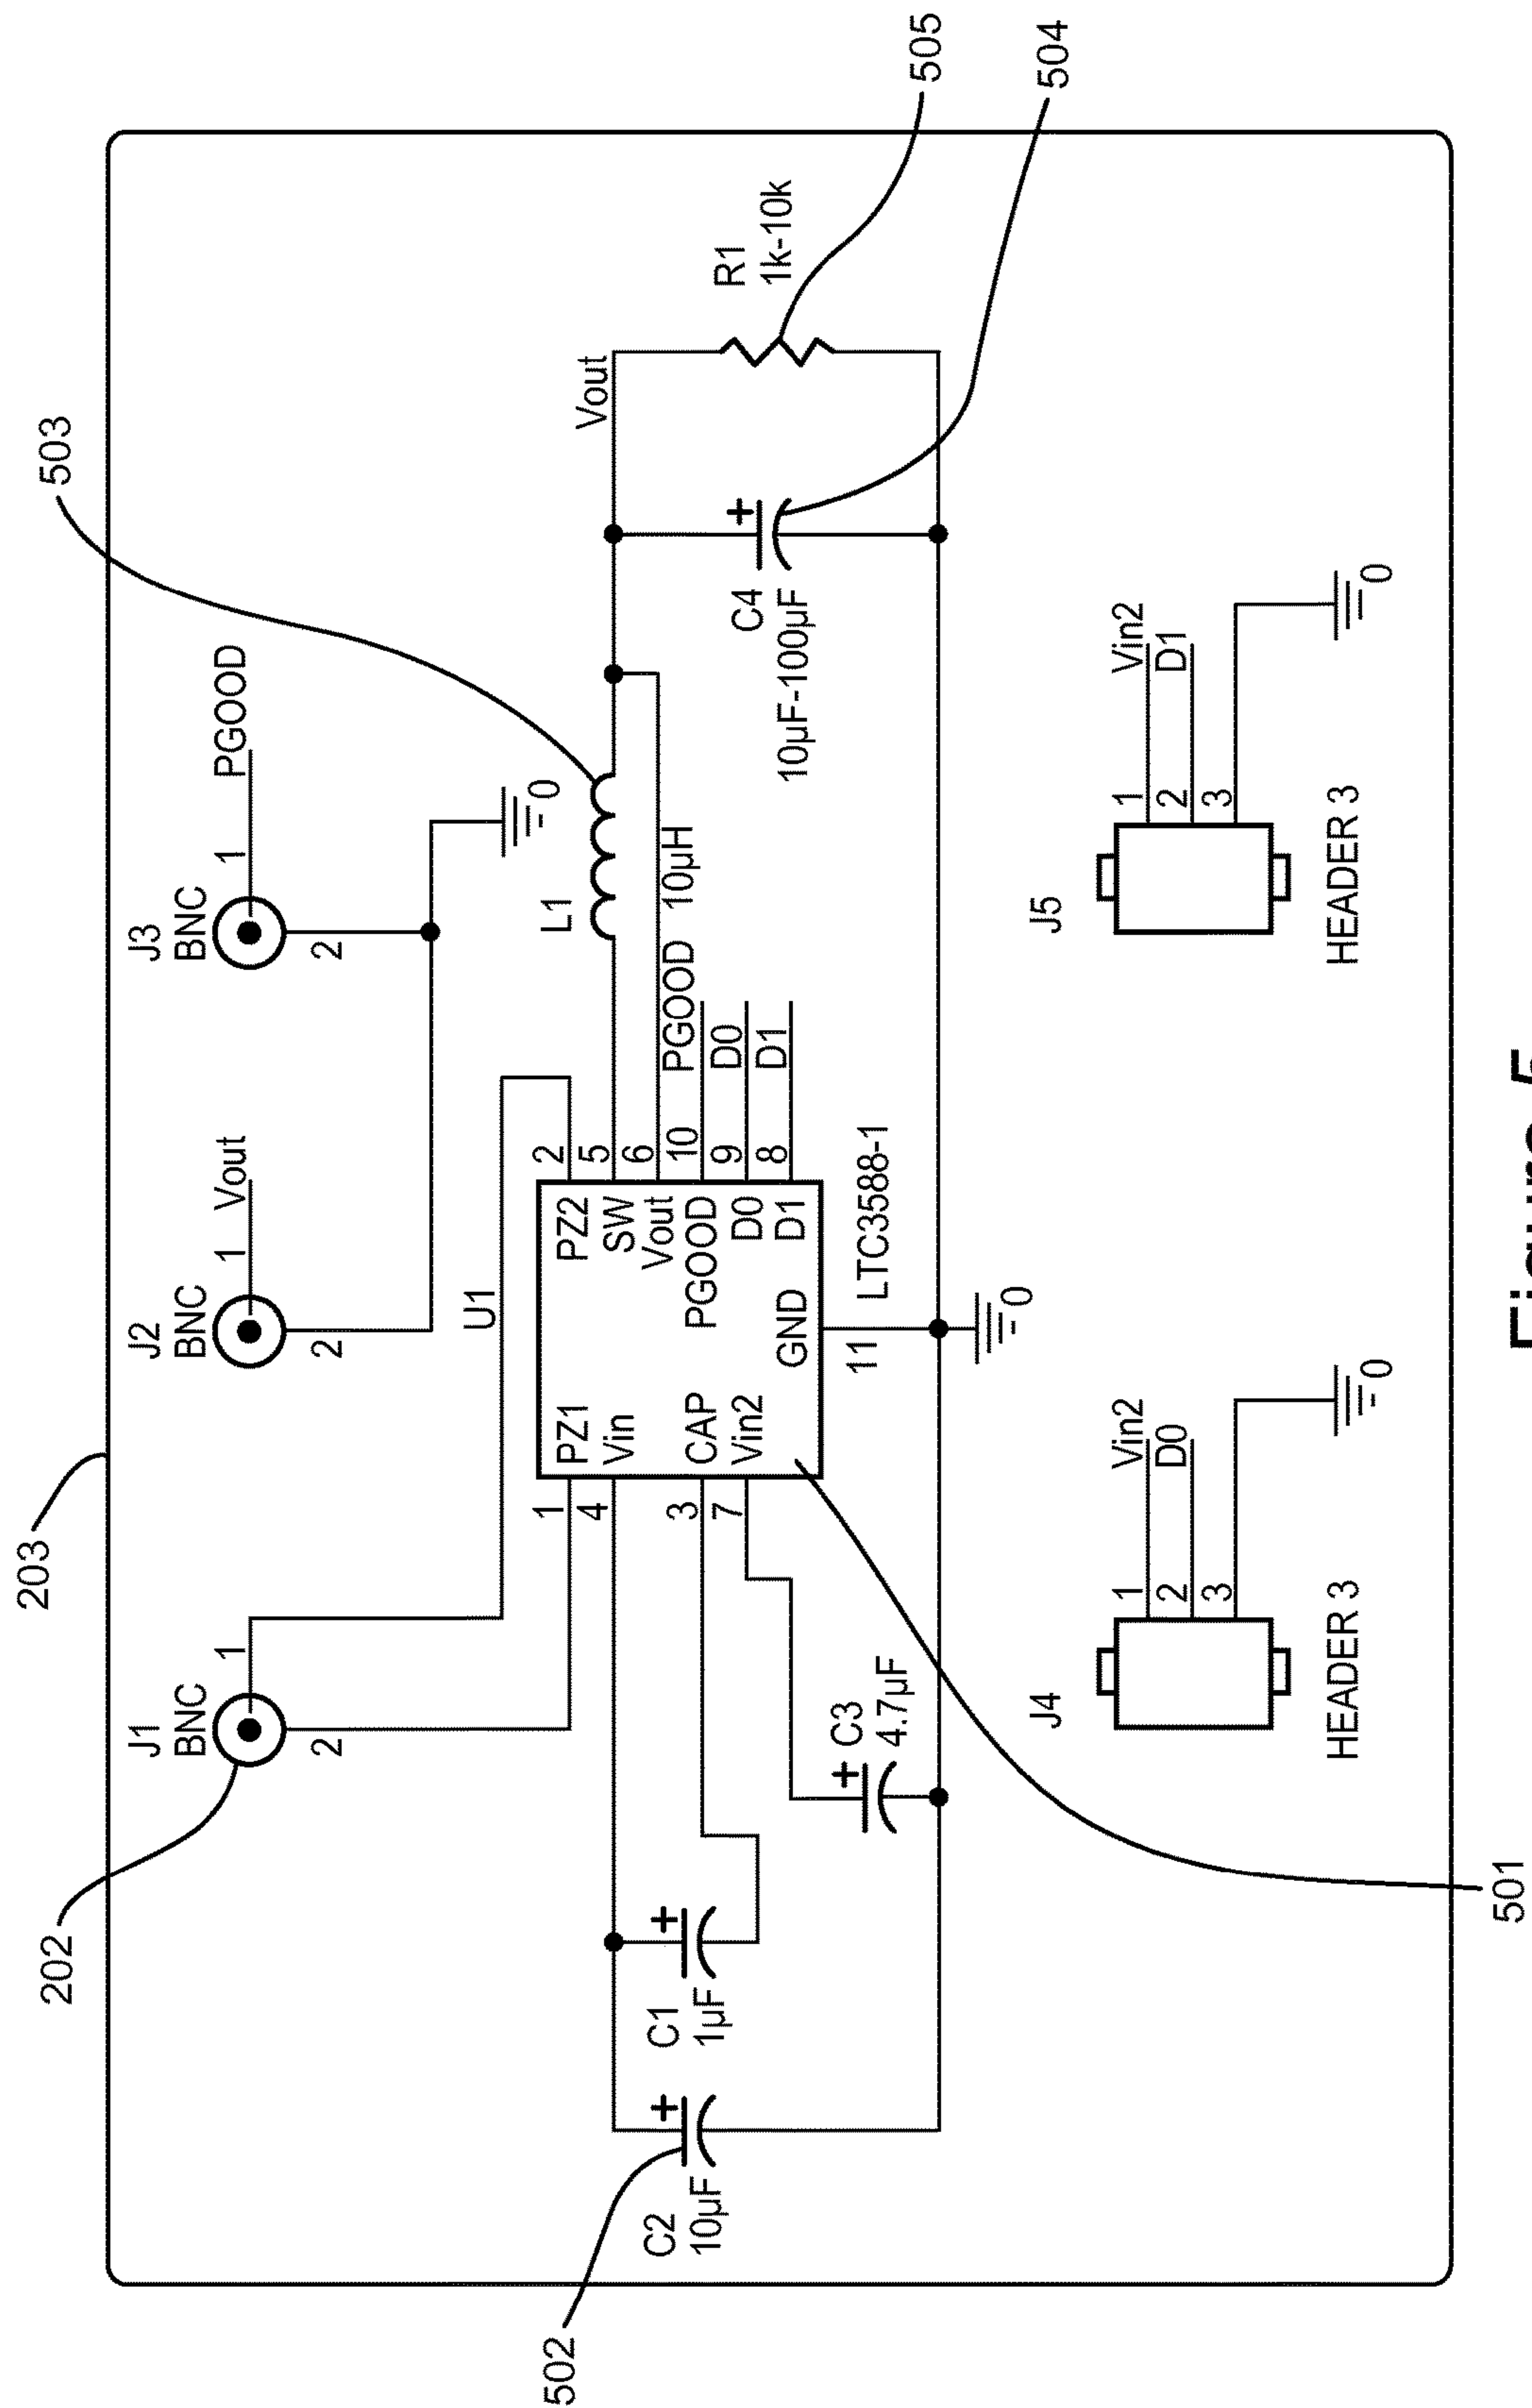 203
202
502
503
505
504
501
J1
BNC
1
2
J2
BNC
1
Vout
2
J3
BNC
1
PGOOD
2
0
U1
PZ1
Vin
CAP
Vin2
GND
PZ2
SW
Vout
PGOOD
D0
D1
1
4
3
7
11
2
5
6
10
9
8
PGOOD
D0
D1
LTC3588-1
0
L1
10µH
Vout
R1
1k-10k
C4
10µF-100µF
C1
1µF
C2
10µF
C3
4.7µF
J4
1
2
3
Vin2
D0
0
HEADER 3
J5
1
2
3
Vin2
D1
0
HEADER 3
Figure 5